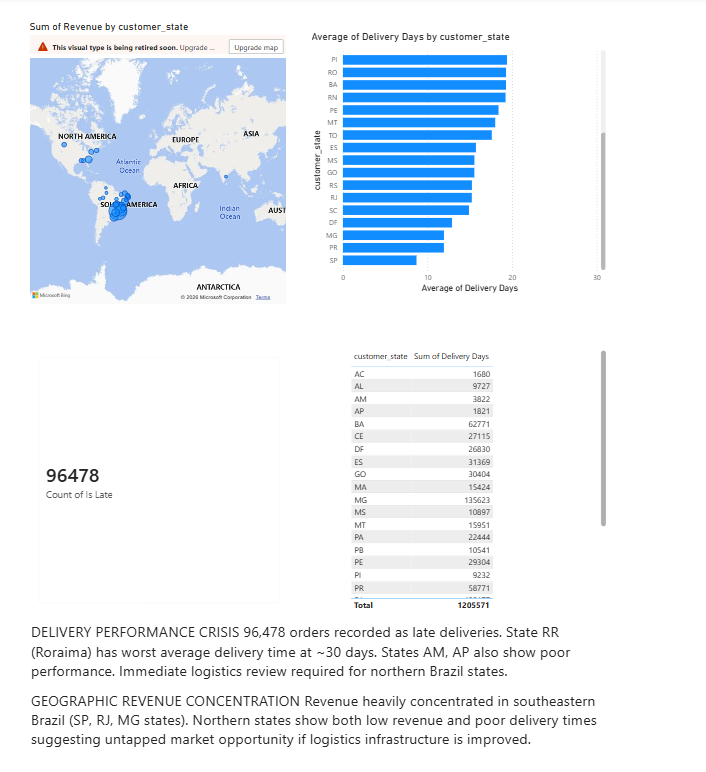 Sum of Revenue by customer_state
This visual type is being retired soon. Upgrade ...
Upgrade map
NORTH AMERICA
EUROPE
ASIA
Atlantic
Ocean
AFRICA
SOU AMERICA
Indian
Ocean
AUST
ANTARCTICA
Microsoft Bing
© 2026 Microsoft Corporation Terms
Average of Delivery Days by customer_state
customer_state
PI
RO
BA
RN
PE
MT
TO
ES
MS
GO
RS
RJ
SC
DF
MG
PR
SP
0 10 20 30
Average of Delivery Days
96478
Count of Is Late
customer_state Sum of Delivery Days
AC 1680
AL 9727
AM 3822
AP 1821
BA 62771
CE 27115
DF 26830
ES 31369
GO 30404
MA 15424
MG 135623
MS 10897
MT 15951
PA 22444
PB 10541
PE 29304
PI 9232
PR 58771
Total 1205571
DELIVERY PERFORMANCE CRISIS 96,478 orders recorded as late deliveries. State RR
(Roraima) has worst average delivery time at ~30 days. States AM, AP also show poor
performance. Immediate logistics review required for northern Brazil states.
GEOGRAPHIC REVENUE CONCENTRATION Revenue heavily concentrated in southeastern
Brazil (SP, RJ, MG states). Northern states show both low revenue and poor delivery times
suggesting untapped market opportunity if logistics infrastructure is improved.